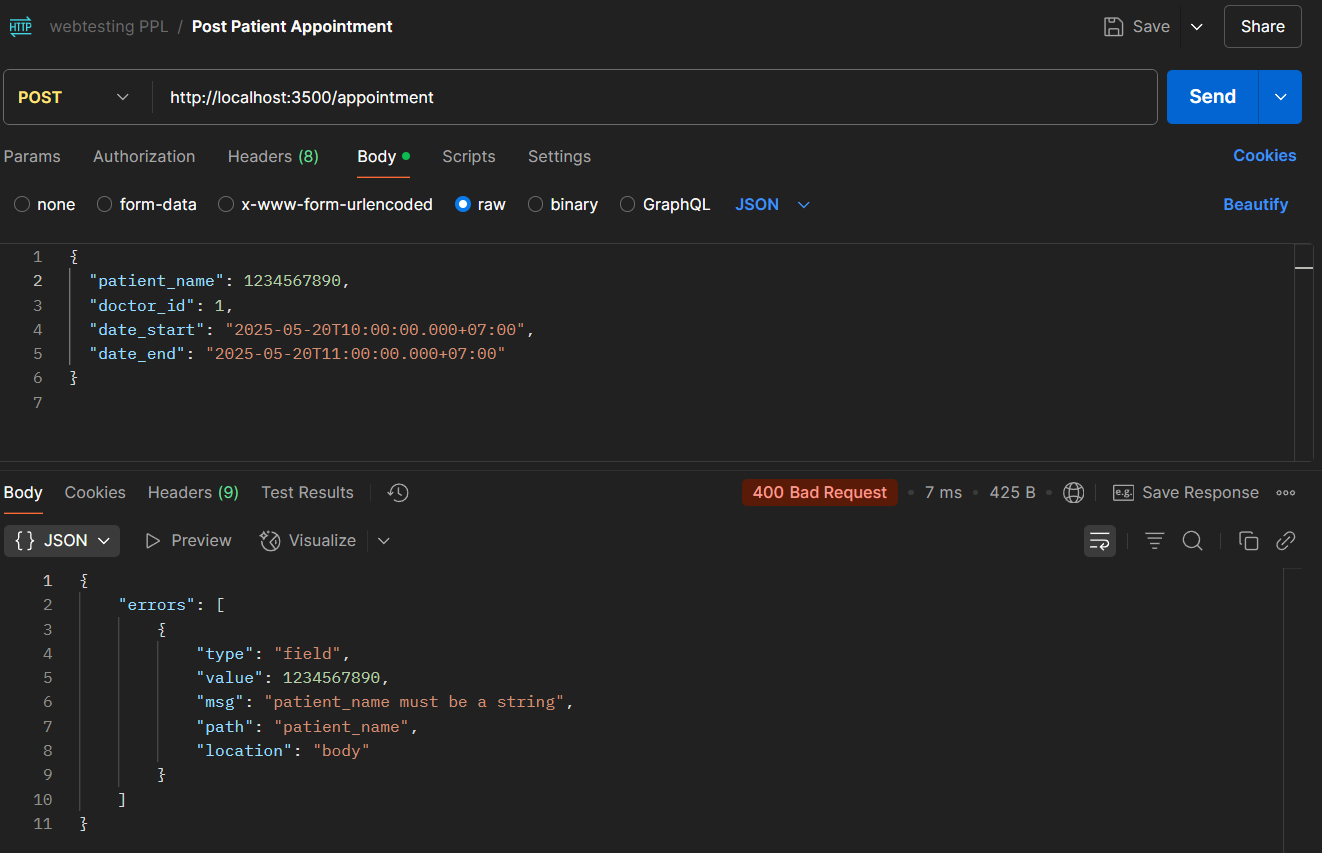 HTTP webtesting PPL / Post Patient Appointment Save Share
POST http://localhost:3500/appointment Send
Params Authorization Headers (8) Body Scripts Settings Cookies
none form-data x-www-form-urlencoded raw binary GraphQL JSON Beautify
1 {
2 "patient_name": 1234567890,
3 "doctor_id": 1,
4 "date_start": "2025-05-20T10:00:00.000+07:00",
5 "date_end": "2025-05-20T11:00:00.000+07:00"
6 }
7
Body Cookies Headers (9) Test Results 400 Bad Request • 7 ms • 425 B • e.g. Save Response
{} JSON Preview Visualize
1 {
2 "errors": [
3 {
4 "type": "field",
5 "value": 1234567890,
6 "msg": "patient_name must be a string",
7 "path": "patient_name",
8 "location": "body"
9 }
10 ]
11 }